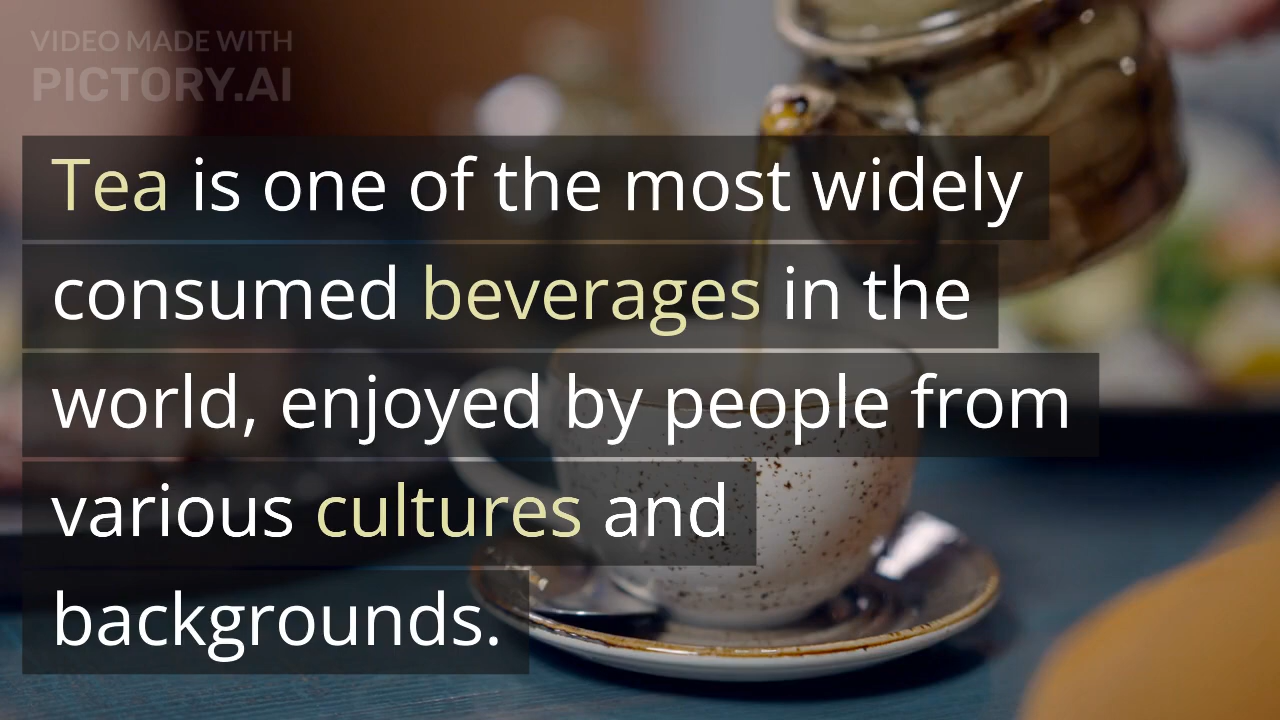 VIDEO MADE WITH
PICTORY.AI
Tea is one of the most widely
consumed beverages in the
world, enjoyed by people from
various cultures and
backgrounds.